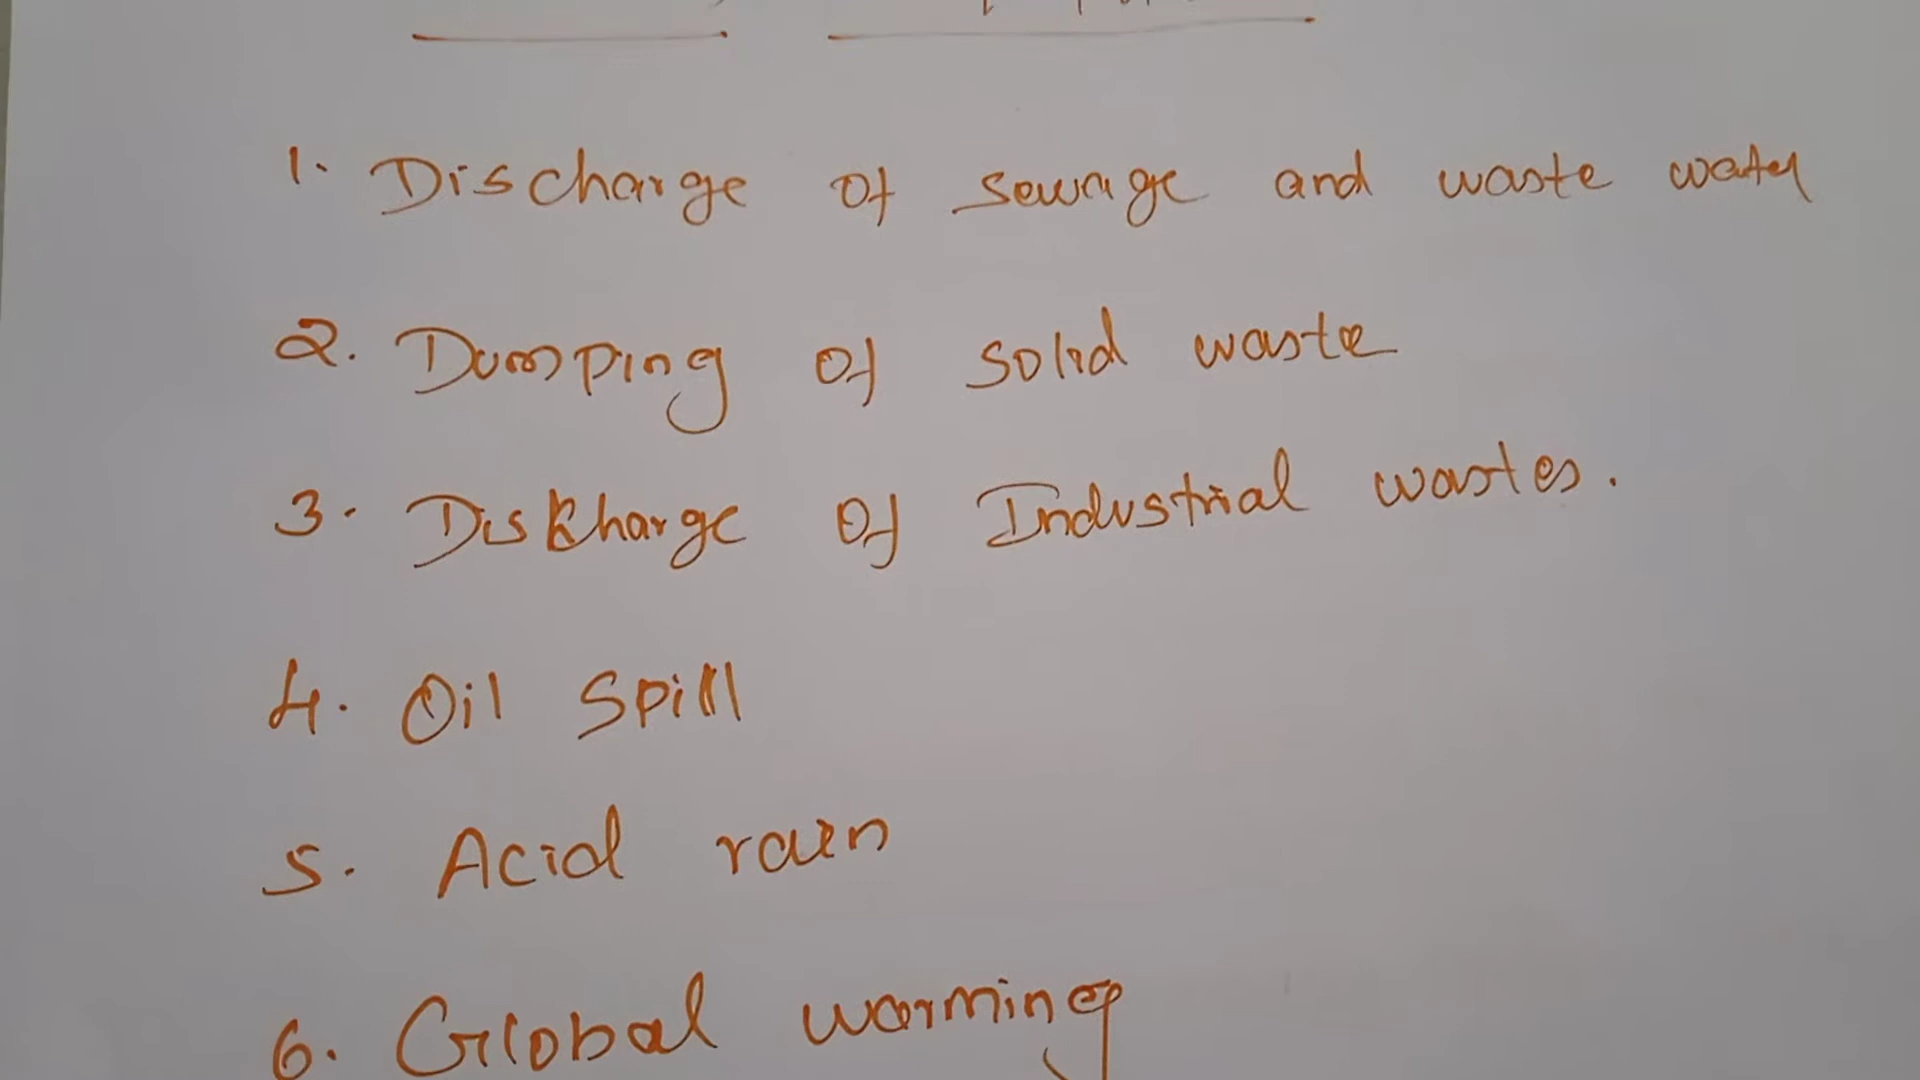 1. Discharge of sewage and waste water
2. Dumping of solid waste
3. Discharge of Industrial wastes.
4. Oil Spill
5. Acid rain
6. Global warming